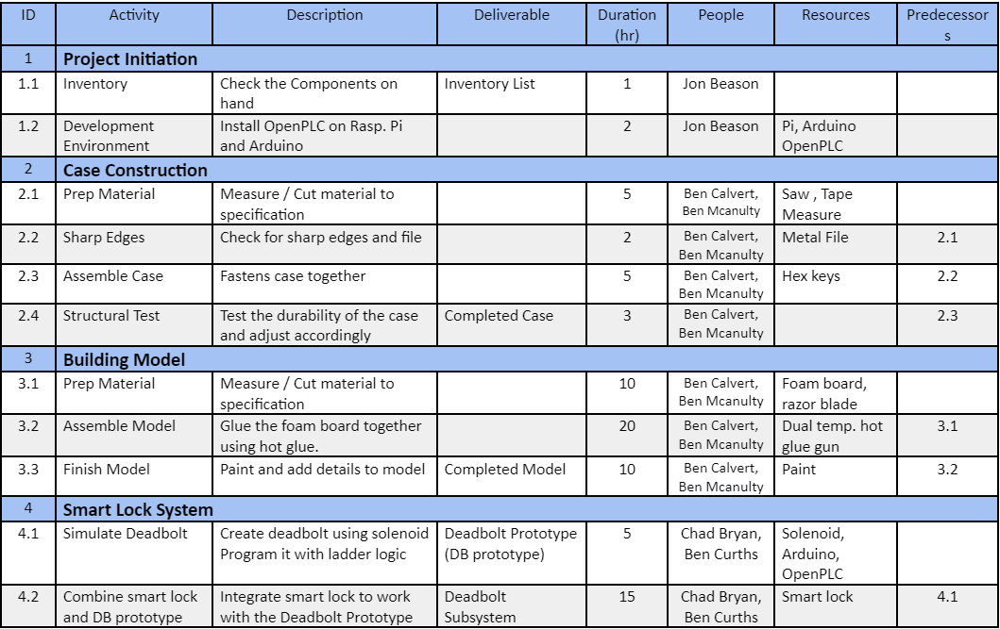 ID Activity Description Deliverable Duration (hr) People Resources Predecessor s
1 Project Initiation
1.1 Inventory Check the Components on hand Inventory List 1 Jon Beason
1.2 Development Environment Install OpenPLC on Rasp. Pi and Arduino 2 Jon Beason Pi, Arduino OpenPLC
2 Case Construction
2.1 Prep Material Measure / Cut material to specification 5 Ben Calvert, Ben Mcanulty Saw , Tape Measure
2.2 Sharp Edges Check for sharp edges and file 2 Ben Calvert, Ben Mcanulty Metal File 2.1
2.3 Assemble Case Fastens case together 5 Ben Calvert, Ben Mcanulty Hex keys 2.2
2.4 Structural Test Test the durability of the case and adjust accordingly Completed Case 3 Ben Calvert, Ben Mcanulty 2.3
3 Building Model
3.1 Prep Material Measure / Cut material to specification 10 Ben Calvert, Ben Mcanulty Foam board, razor blade
3.2 Assemble Model Glue the foam board together using hot glue. 20 Ben Calvert, Ben Mcanulty Dual temp. hot glue gun 3.1
3.3 Finish Model Paint and add details to model Completed Model 10 Ben Calvert, Ben Mcanulty Paint 3.2
4 Smart Lock System
4.1 Simulate Deadbolt Create deadbolt using solenoid Program it with ladder logic Deadbolt Prototype (DB prototype) 5 Chad Bryan, Ben Curths Solenoid, Arduino, OpenPLC
4.2 Combine smart lock and DB prototype Integrate smart lock to work with the Deadbolt Prototype Deadbolt Subsystem 15 Chad Bryan, Ben Curths Smart lock 4.1